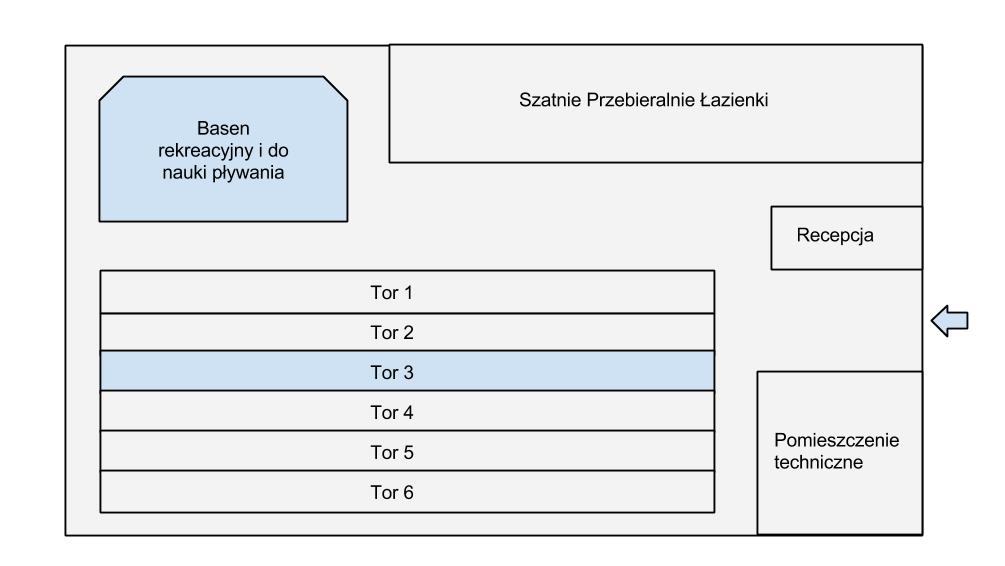 Szatnie Przebieralnie Łazienki
Basen
rekreacyjny i do
nauki pływania
Recepcja
Tor 1
Tor 2
Tor 3
Tor 4
Tor 5
Tor 6
Pomieszczenie
techniczne